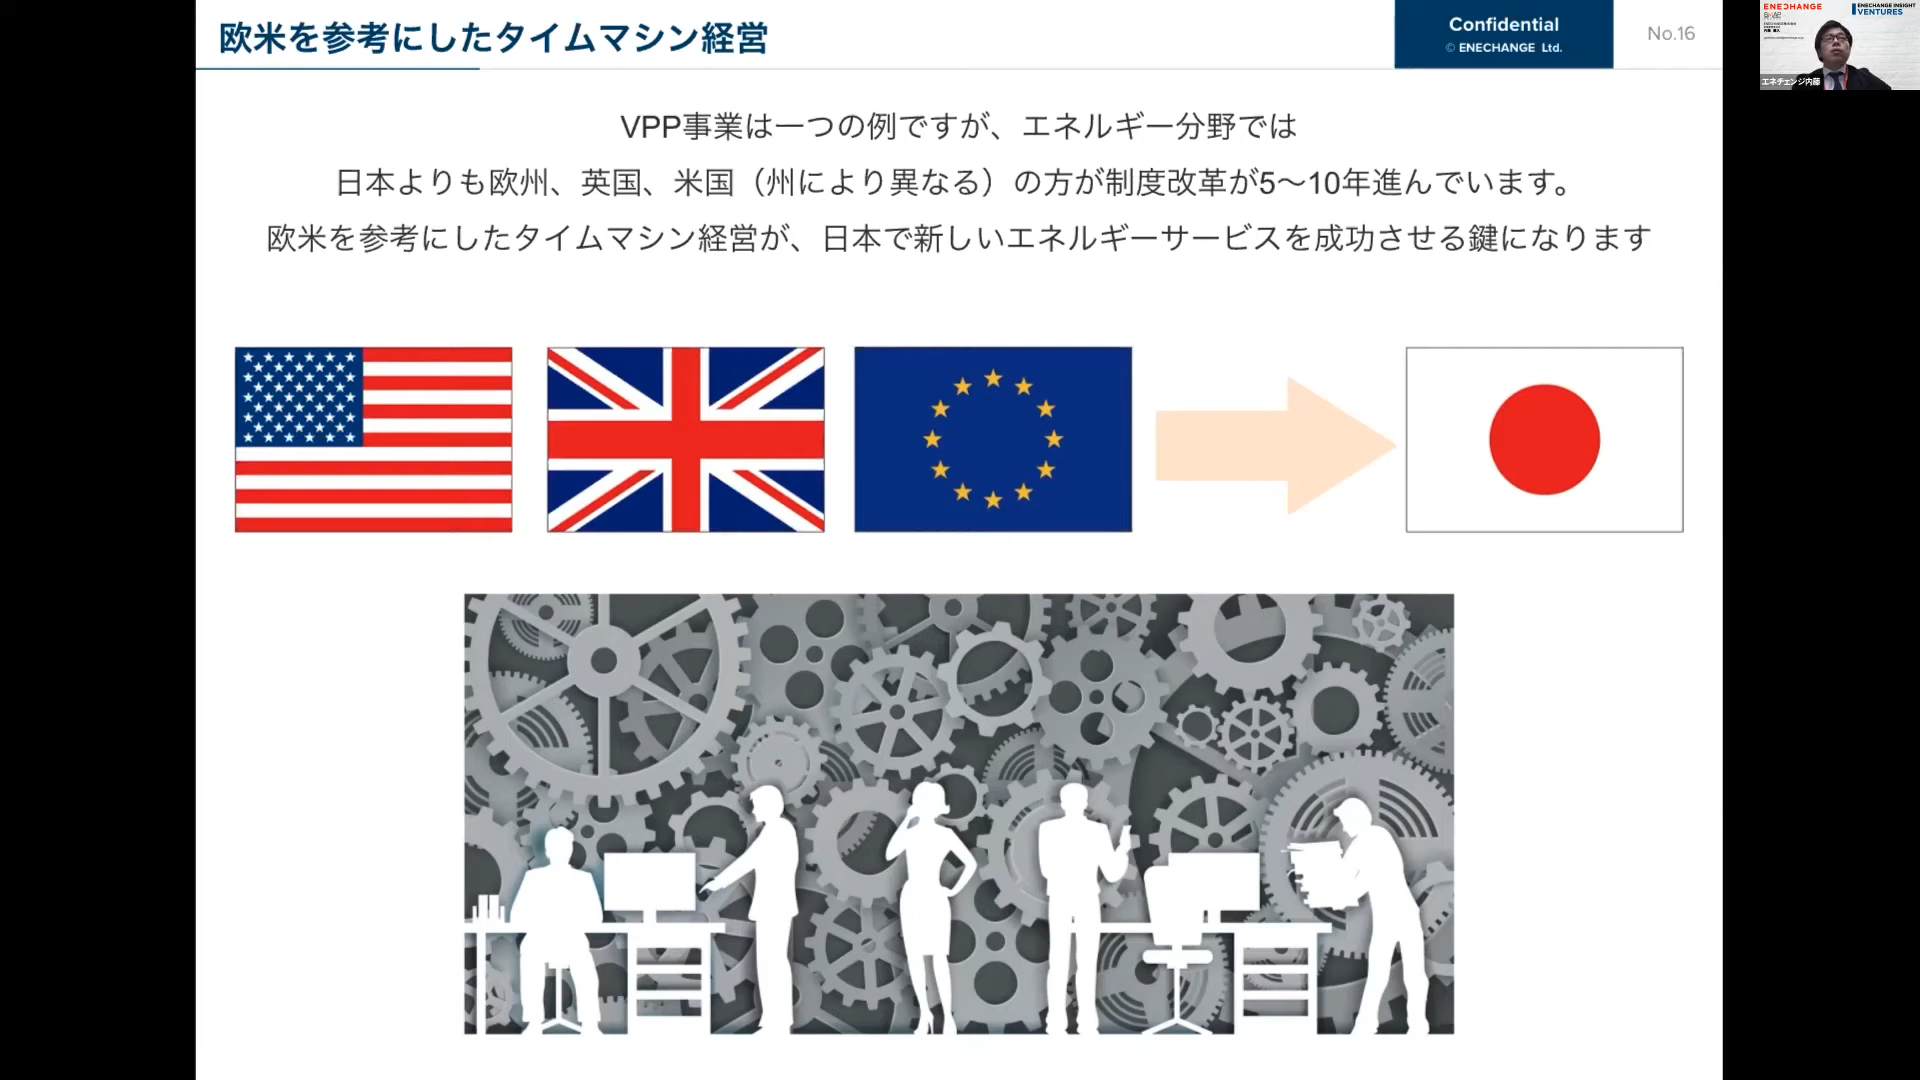 欧米を参考にしたタイムマシン経営
Confidential
© ENECHANGE Ltd.
No.16
VPP事業は一つの例ですが、エネルギー分野では
日本よりも欧州、英国、米国（州により異なる）の方が制度改革が5〜10年進んでいます。
欧米を参考にしたタイムマシン経営が、日本で新しいエネルギーサービスを成功させる鍵になります
ENECHANGE
ENECHANGE INSIGHT
VENTURES
エネチェンジ内藤